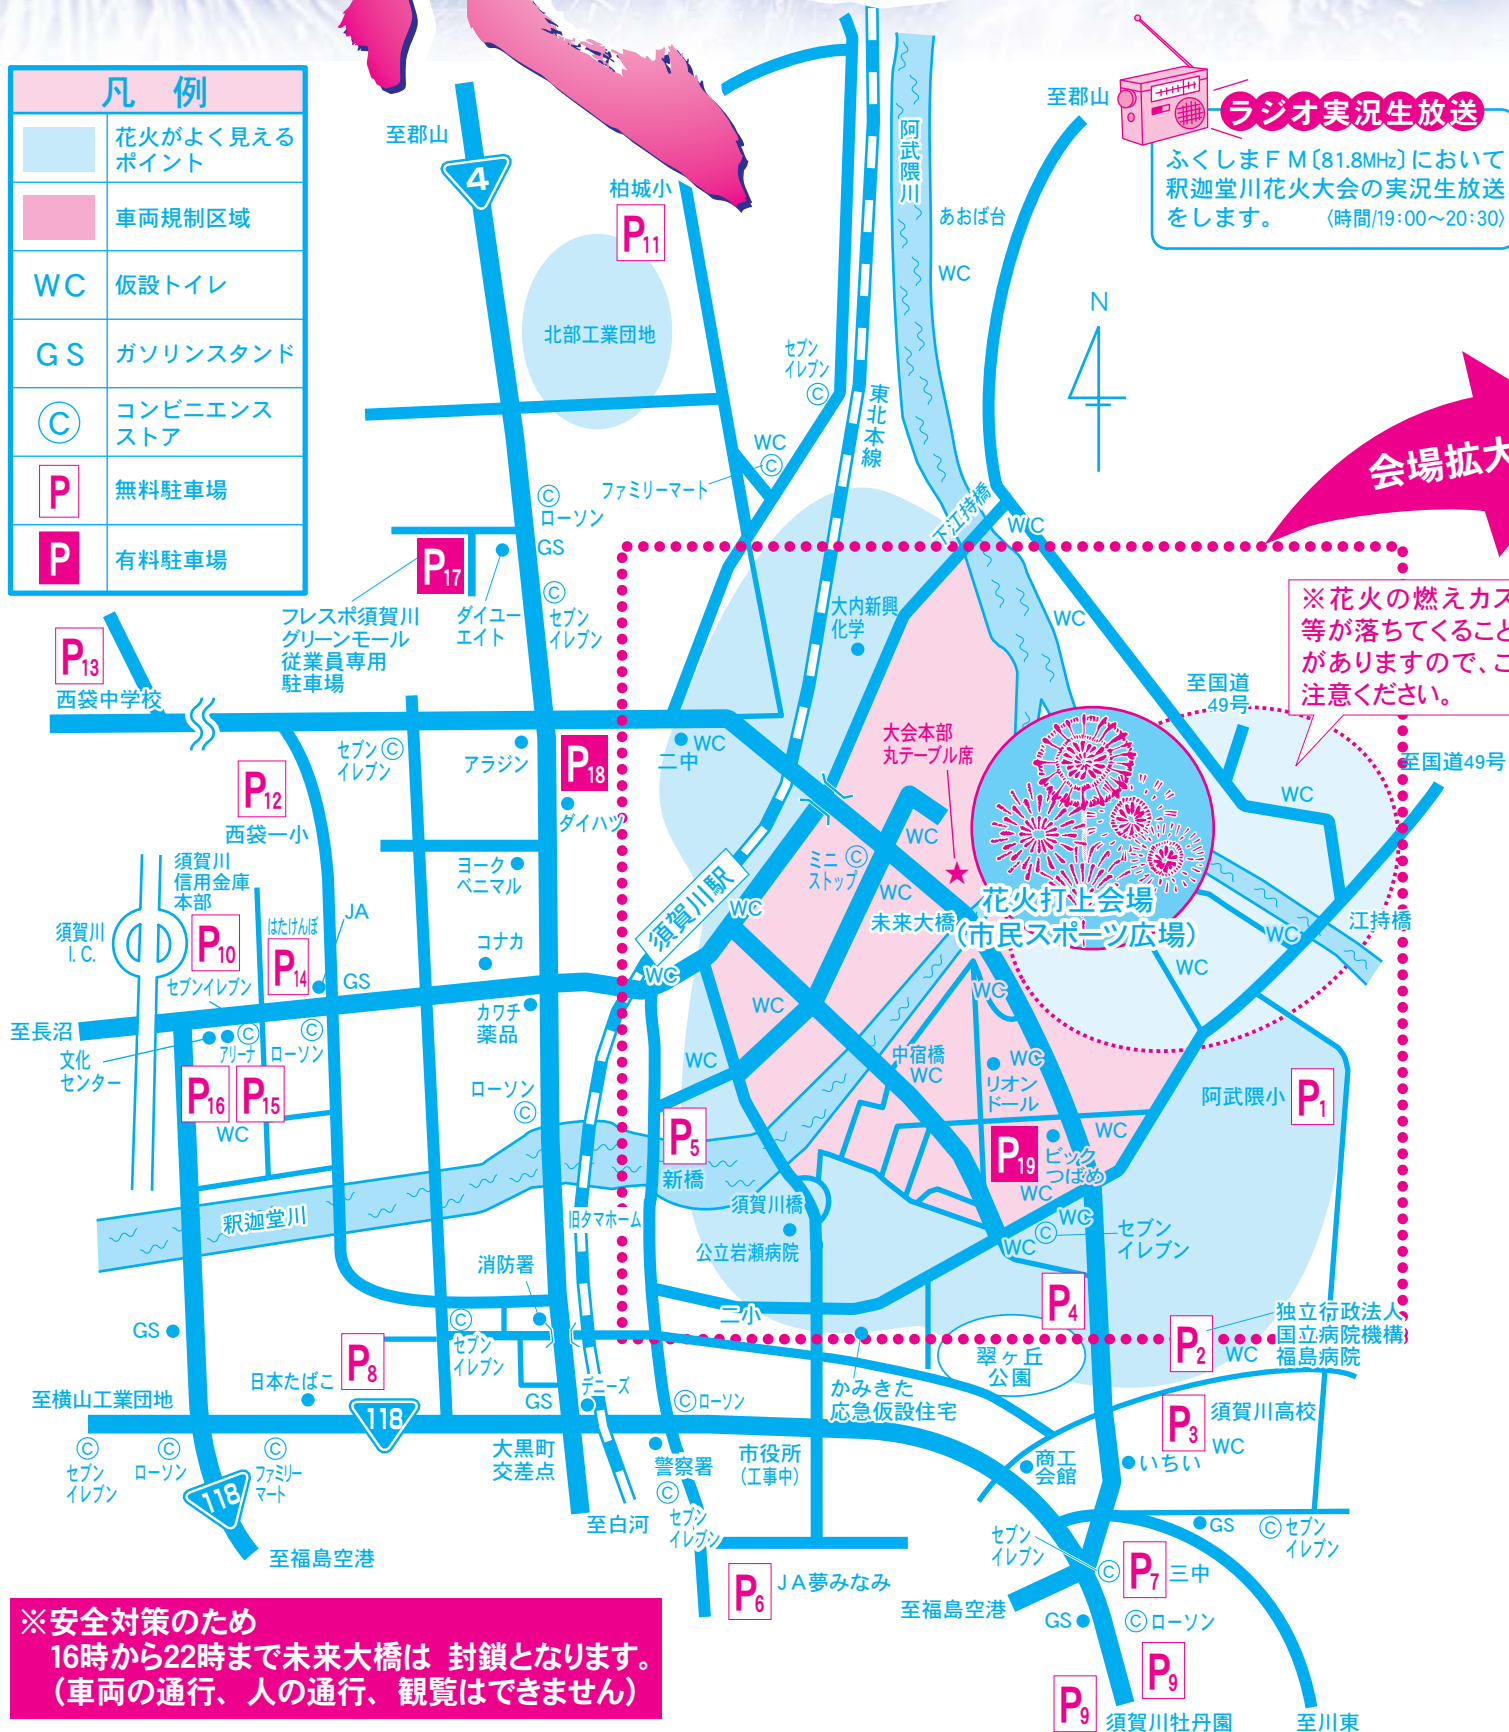 凡 例
花火がよく見える
ポイント
車両規制区域
WC
仮設トイレ
GS
ガソリンスタンド
C
コンビニエンス
ストア
P
無料駐車場
P
有料駐車場
至郡山
4
柏城小
P11
北部工業団地
阿武隈川
あおば台
WC
至郡山
ラジオ実況生放送
ふくしまFM〔81.8MHz〕において
釈迦堂川花火大会の実況生放送
をします。 〈時間/19:00～20:30〉
N
会場拡大
セブン
イレブン
C
東北本線
WC
C
ファミリーマート
C
ローソン
GS
P17
フレスポ須賀川
グリーンモール
従業員専用
駐車場
ダイユー
エイト
C
セブン
イレブン
下江持橋
WC
WC
大内新興
化学
※花火の燃えカス
等が落ちてくること
がありますので、ご
注意ください。
P13
西袋中学校
至国道
49号
至国道49号
セブン
イレブン
C
アラジン
P18
ダイハツ
二中
WC
大会本部
丸テーブル席
WC
P12
西袋一小
ヨーク
ベニマル
ミニ
ストップ
C
WC
WC
花火打上会場
(市民スポーツ広場)
未来大橋
江持橋
WC
WC
須賀川
信用金庫
本部
須賀川
I.C.
P10
はたけんぼ
P14
JA
GS
セブンイレブン
コナカ
須賀川駅
WC
WC
WC
WC
至長沼
文化
センター
アリーナ
C
C
ローソン
カワチ
薬品
P16
P15
WC
ローソン
C
WC
中宿橋
WC
リオン
ドール
WC
阿武隈小
P1
P5
新橋
P19
ビック
つばめ
WC
WC
WC
釈迦堂川
須賀川橋
公立岩瀬病院
旧タマホーム
WC
C
セブン
イレブン
消防署
二小
P4
GS
C
セブン
イレブン
P8
日本たばこ
デニーズ
GS
C ローソン
かみきた
応急仮設住宅
翠ヶ丘
公園
P2
WC
独立行政法人
国立病院機構
福島病院
P3
須賀川高校
WC
至横山工業団地
118
C
セブン
イレブン
C
ローソン
C
ファミリー
マート
118
至福島空港
大黒町
交差点
至白河
警察署
C
セブン
イレブン
市役所
(工事中)
商工
会館
いちい
GS
C セブン
イレブン
セブン
イレブン
C
P7
三中
P6
JA夢みなみ
至福島空港
GS
C ローソン
P9
P9
須賀川牡丹園
至川東
※安全対策のため
16時から22時まで未来大橋は 封鎖となります。
(車両の通行、人の通行、観覧はできません)